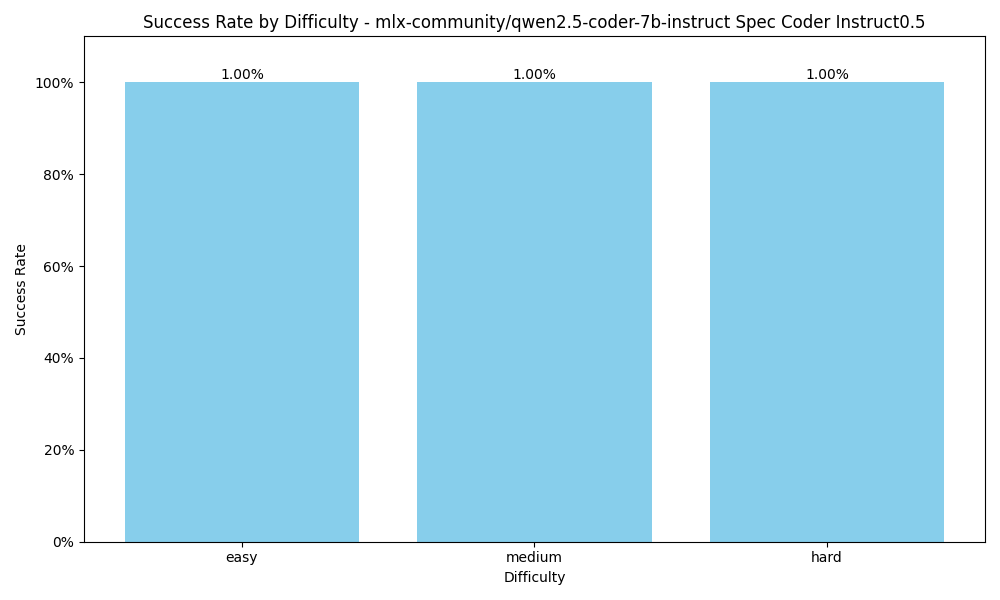 Success Rate by Difficulty - mlx-community/qwen2.5-coder-7b-instruct Spec Coder Instruct0.5
1.00% 1.00% 1.00%
100%
80%
60%
40%
20%
0%
Success Rate
easy medium hard
Difficulty